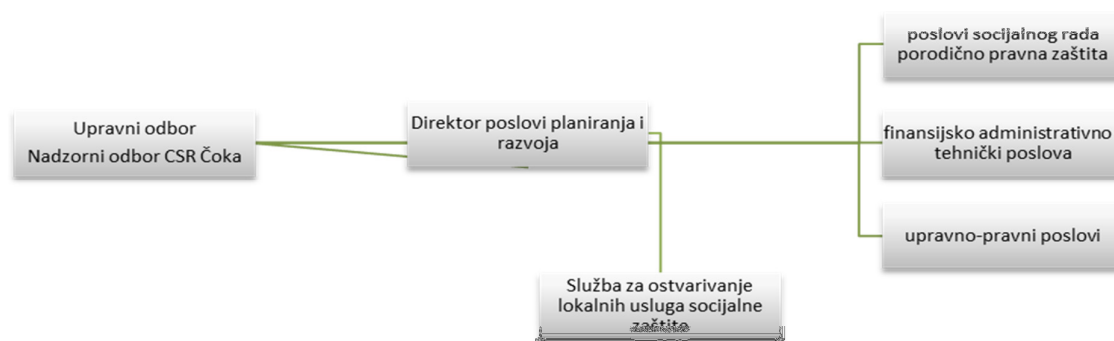 Upravni odbor
Nadzorni odbor CSR Čoka
Direktor poslovi planiranja i
razvoja
poslovi socijalnog rada
porodično pravna zaštita
finansijsko administrativno
tehnički poslova
upravno-pravni poslovi
Služba za ostvarivanje
lokalnih usluga socijalne